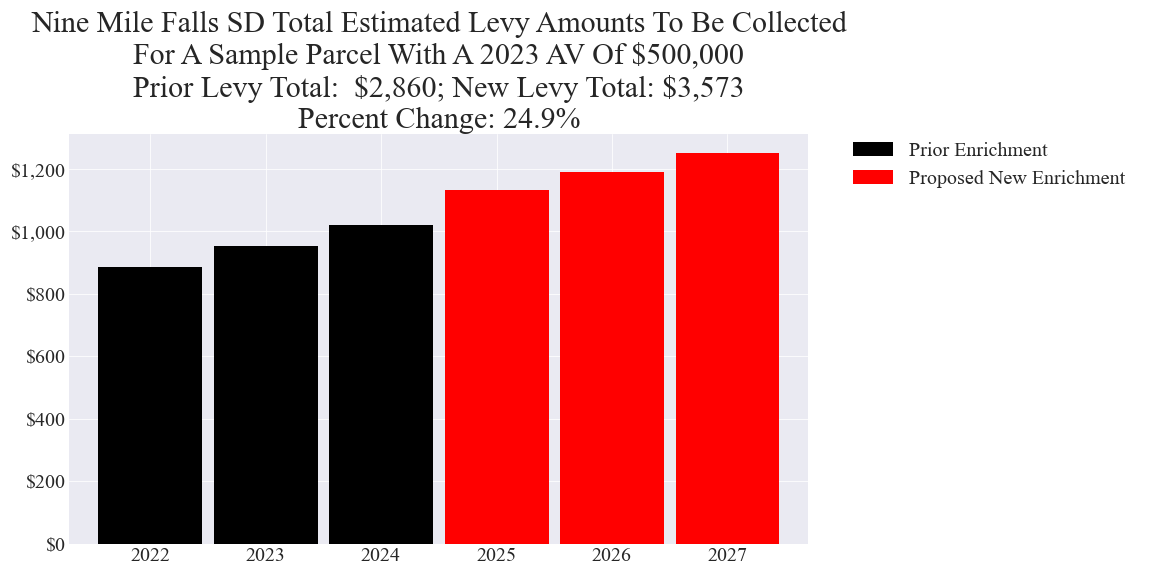 Nine Mile Falls SD Total Estimated Levy Amounts To Be Collected
For A Sample Parcel With A 2023 AV Of $500,000
Prior Levy Total:  $2,860; New Levy Total: $3,573
Percent Change: 24.9%
Prior Enrichment
Proposed New Enrichment
$1,200
$1,000
$800
$600
$400
$200
$0
2022 2023 2024 2025 2026 2027